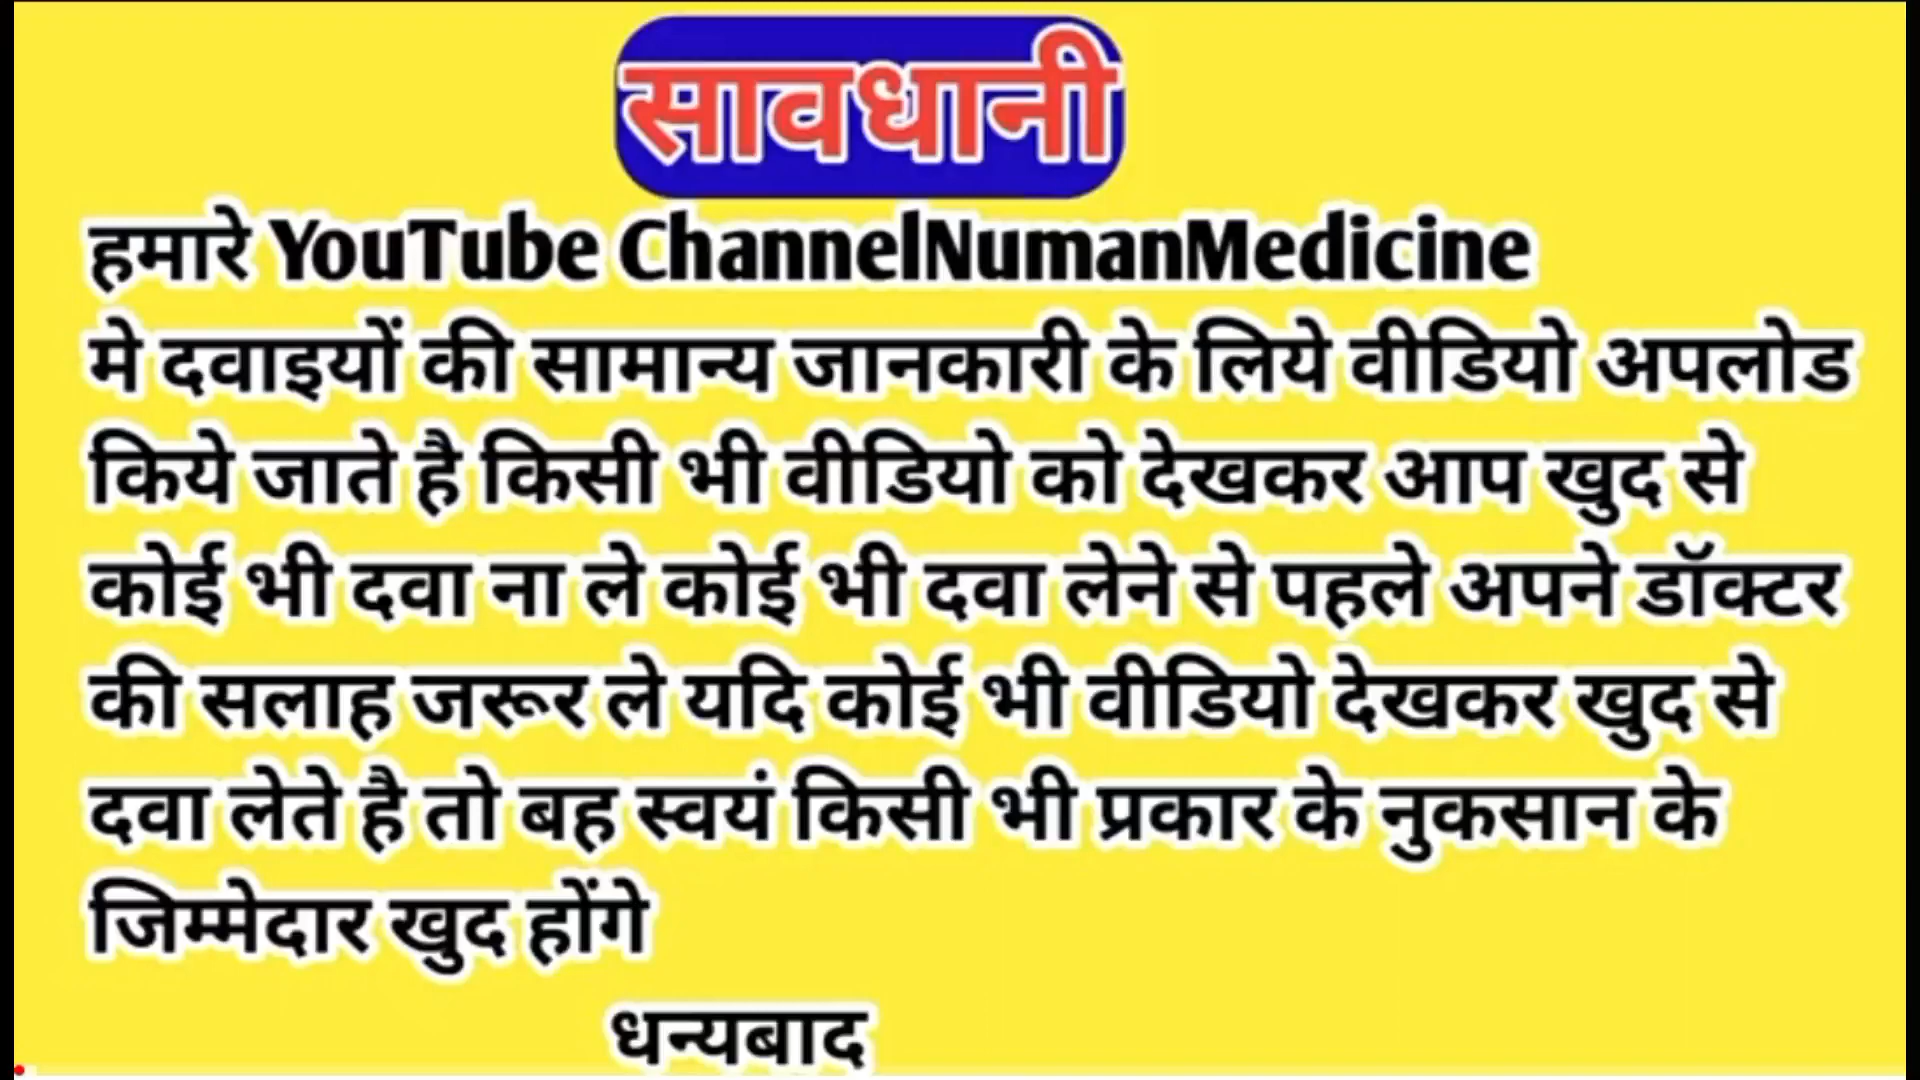 सावधानी
हमारे YouTube ChannelNumanMedicine
मे दवाइयों की सामान्य जानकारी के लिये वीडियो अपलोड
किये जाते है किसी भी वीडियो को देखकर आप खुद से
कोई भी दवा ना ले कोई भी दवा लेने से पहले अपने डॉक्टर
की सलाह जरूर ले यदि कोई भी वीडियो देखकर खुद से
दवा लेते है तो बह स्वयं किसी भी प्रकार के नुकसान के
जिम्मेदार खुद होंगे
धन्यबाद